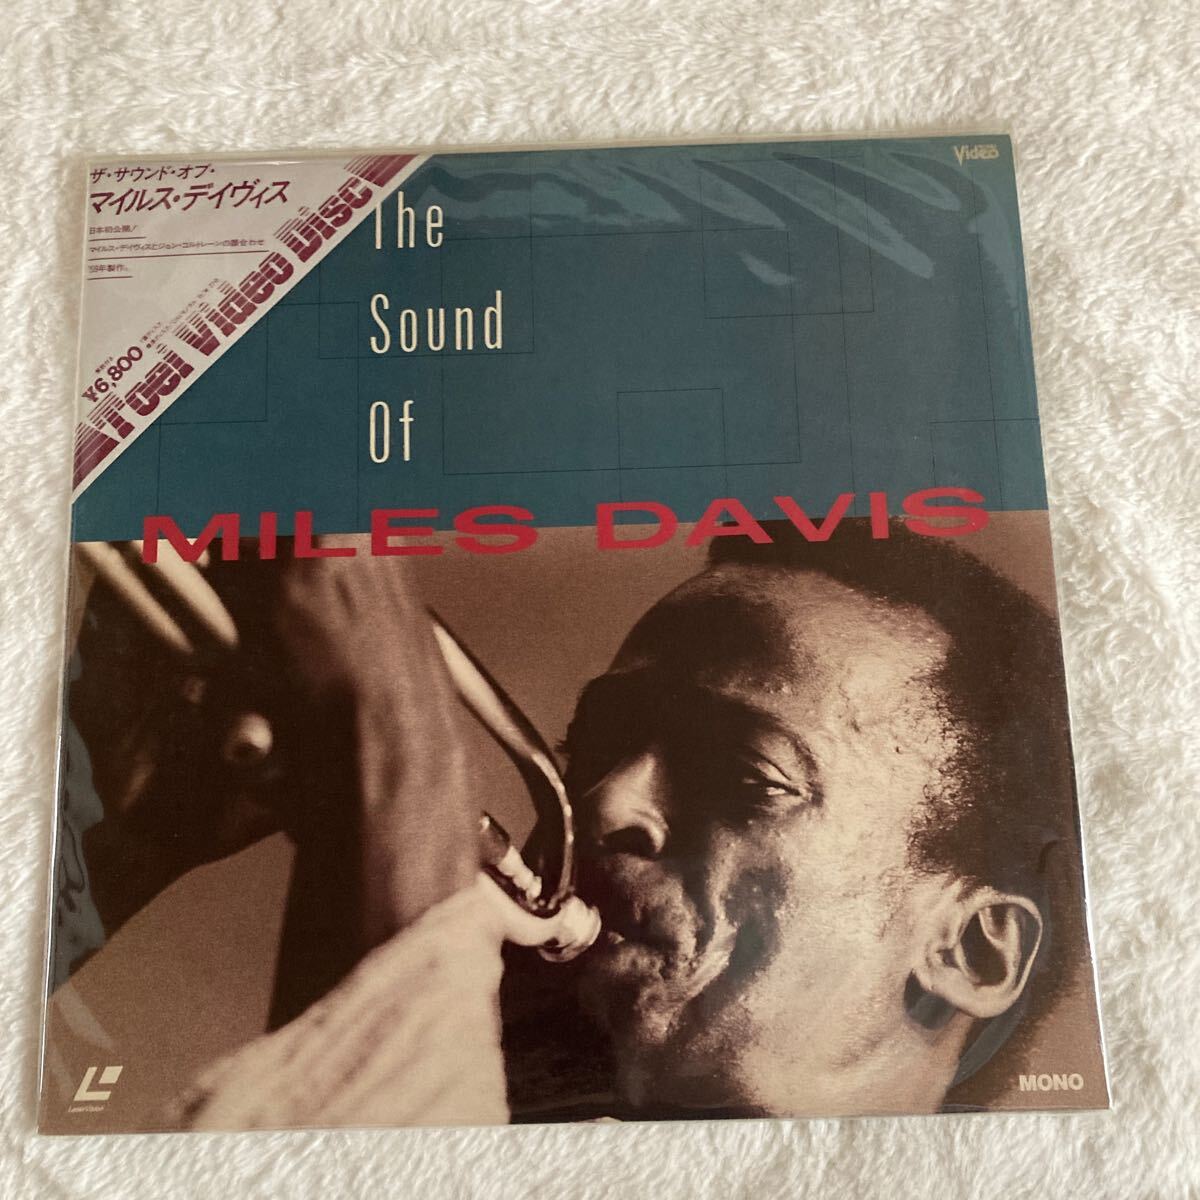 ザ・サウンド・オブ・
マイルス・デイヴィス
日本初公開!
マイルス・デイヴィスとジョン・コルトレーンの顔合わせ
'59年製作。
¥6,800
Video Disc
Video
The
Sound
Of
MILES DAVIS
LaserVision
MONO